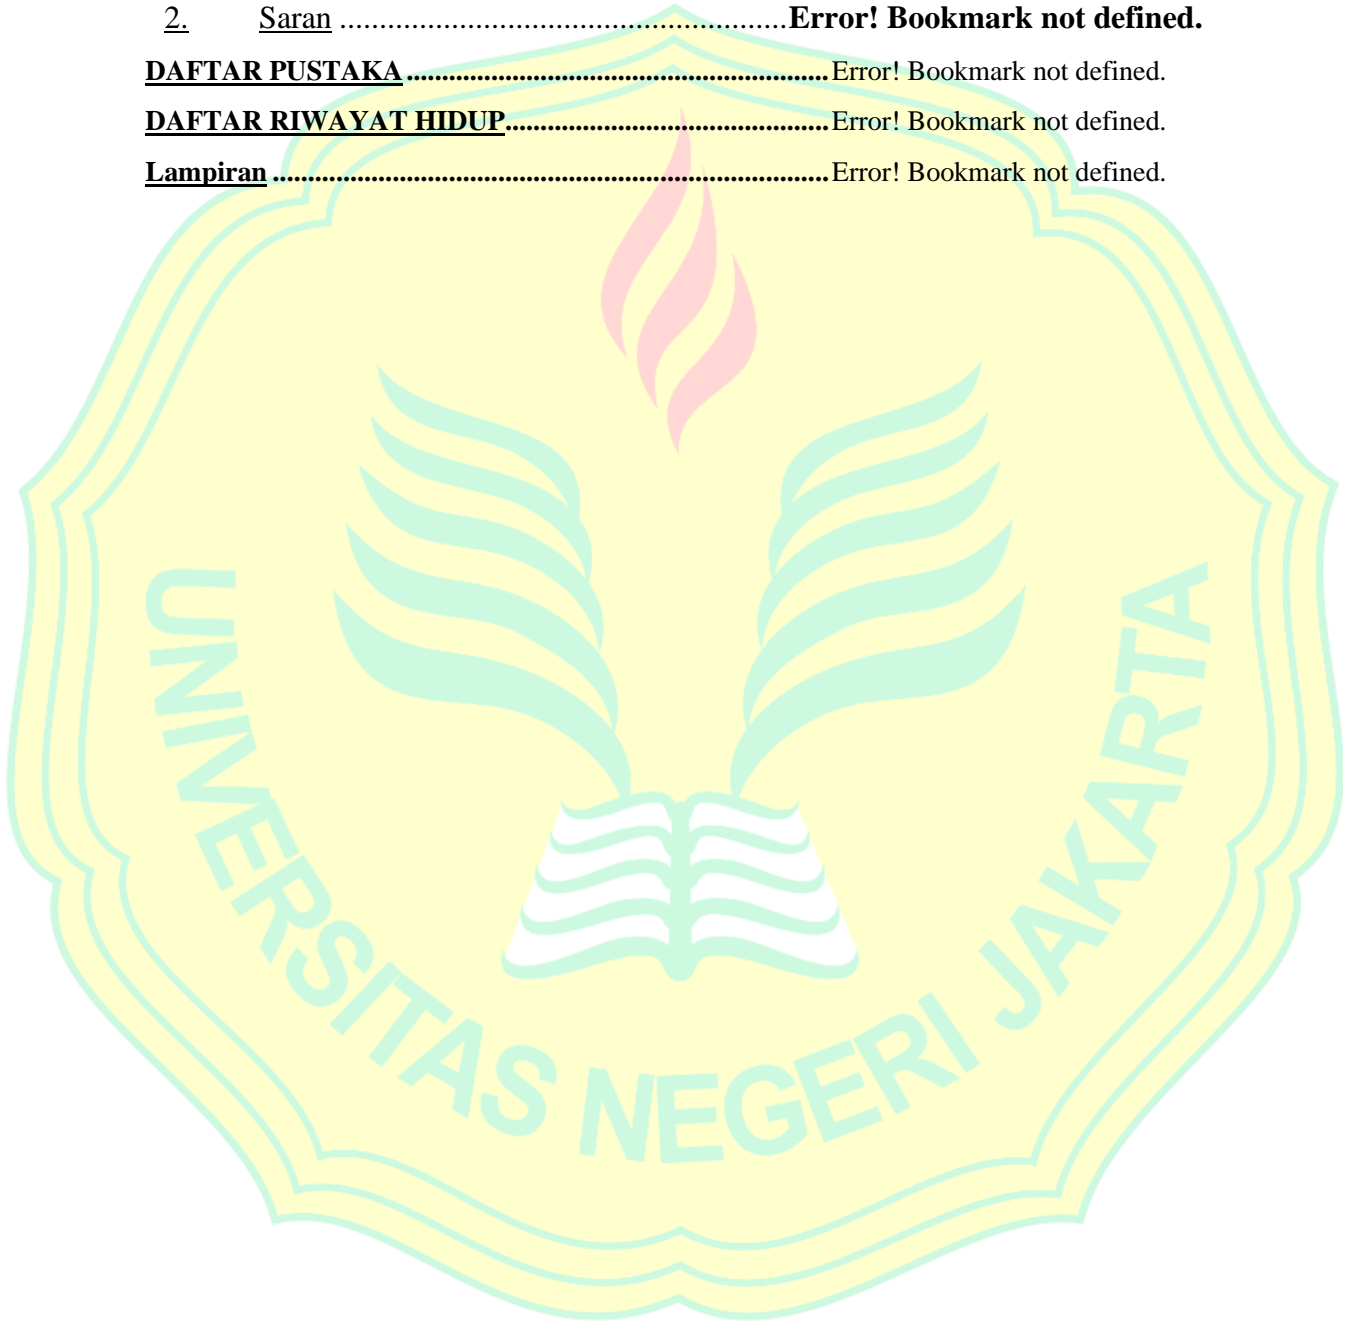 2. Saran ........................................................Error! Bookmark not defined.
DAFTAR PUSTAKA ............................................................Error! Bookmark not defined.
DAFTAR RIWAYAT HIDUP..............................................Error! Bookmark not defined.
Lampiran ...............................................................................Error! Bookmark not defined.
UNIVERSITAS NEGERI JAKARTA